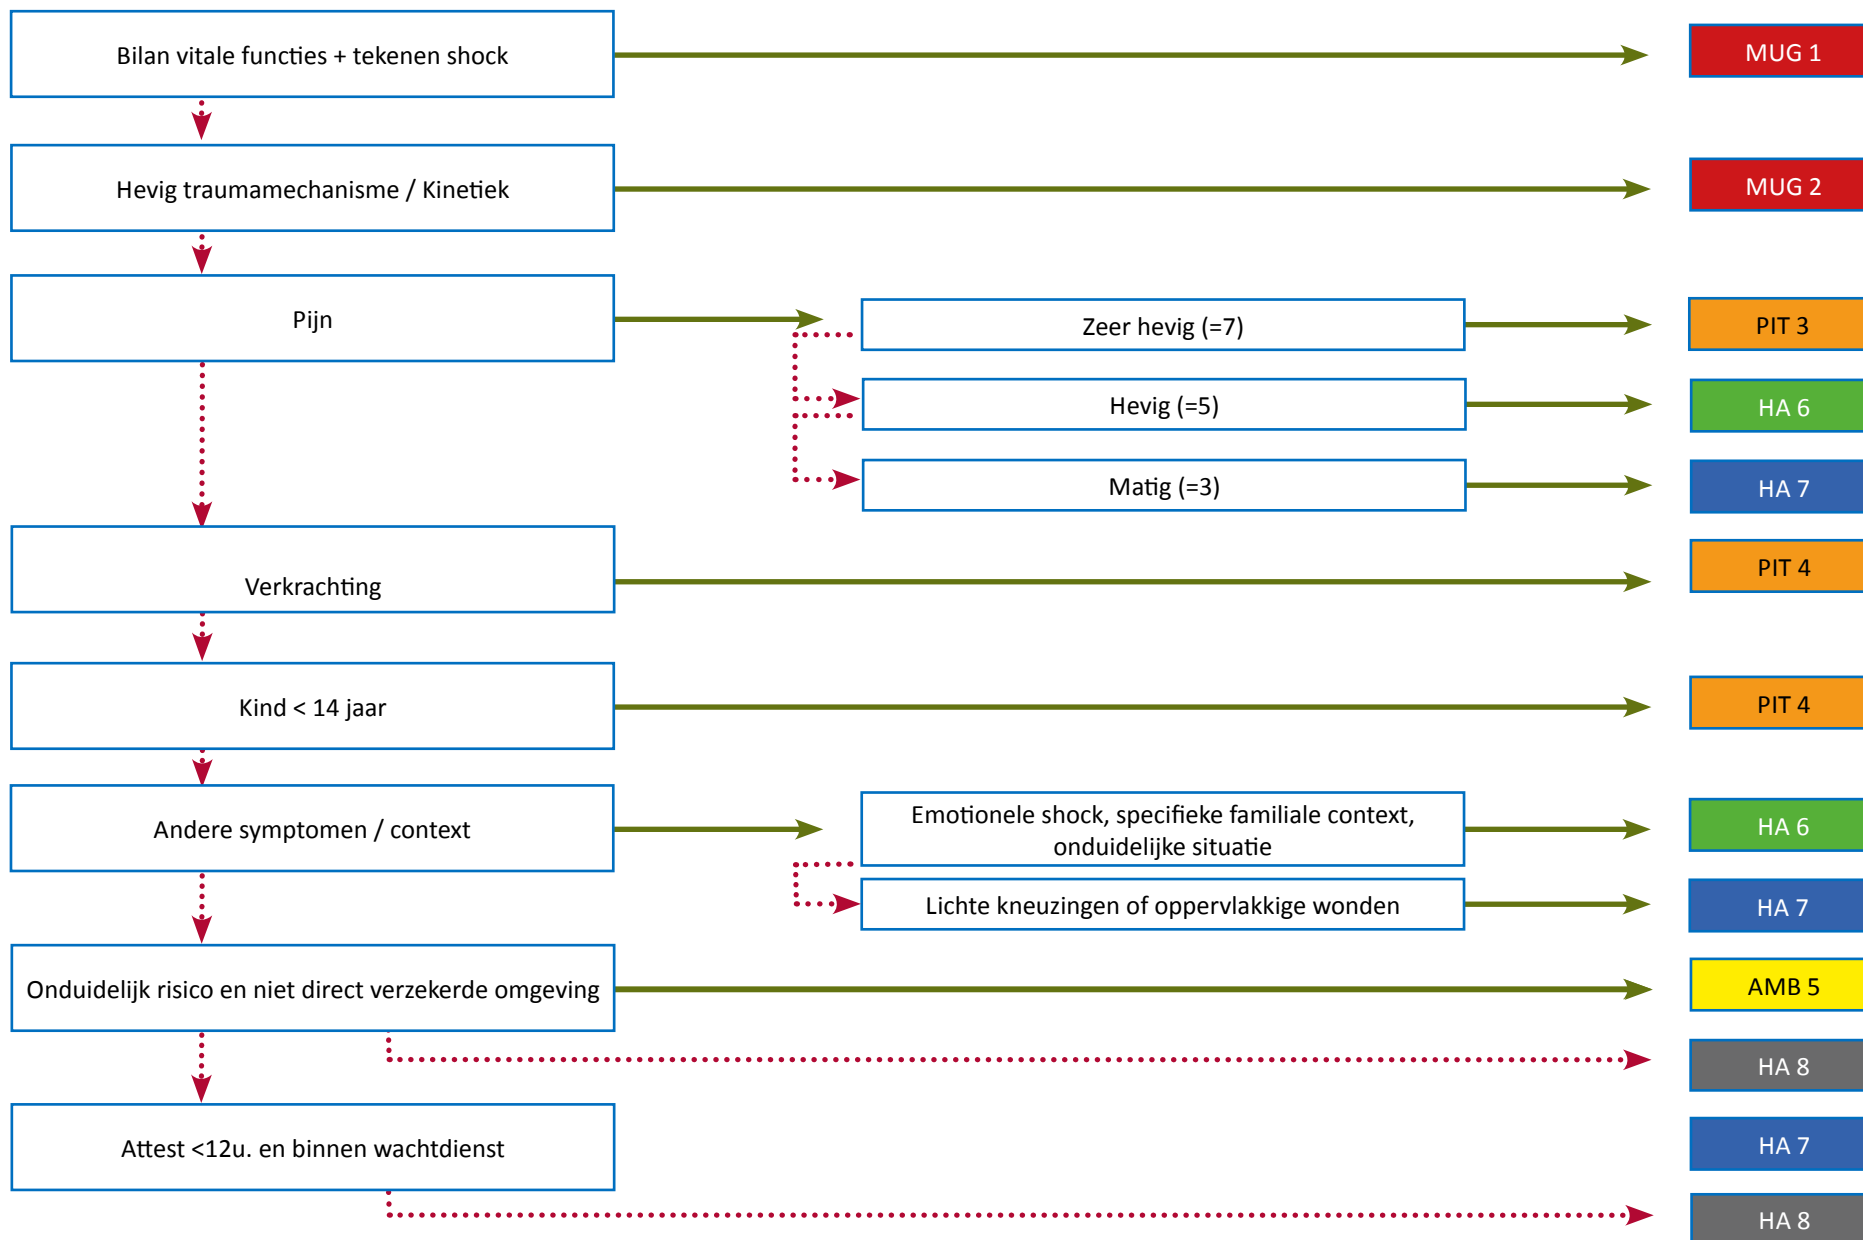 Bilan vitale functies + tekenen shock
MUG 1
Hevig traumamechanisme / Kinetiek
MUG 2
Pijn
Zeer hevig (=7)
PIT 3
Hevig (=5)
HA 6
Matig (=3)
HA 7
Verkrachting
PIT 4
Kind < 14 jaar
PIT 4
Andere symptomen / context
Emotionele shock, specifieke familiale context,
onduidelijke situatie
HA 6
Lichte kneuzingen of oppervlakkige wonden
HA 7
Onduidelijk risico en niet direct verzekerde omgeving
AMB 5
HA 8
Attest <12u. en binnen wachtdienst
HA 7
HA 8